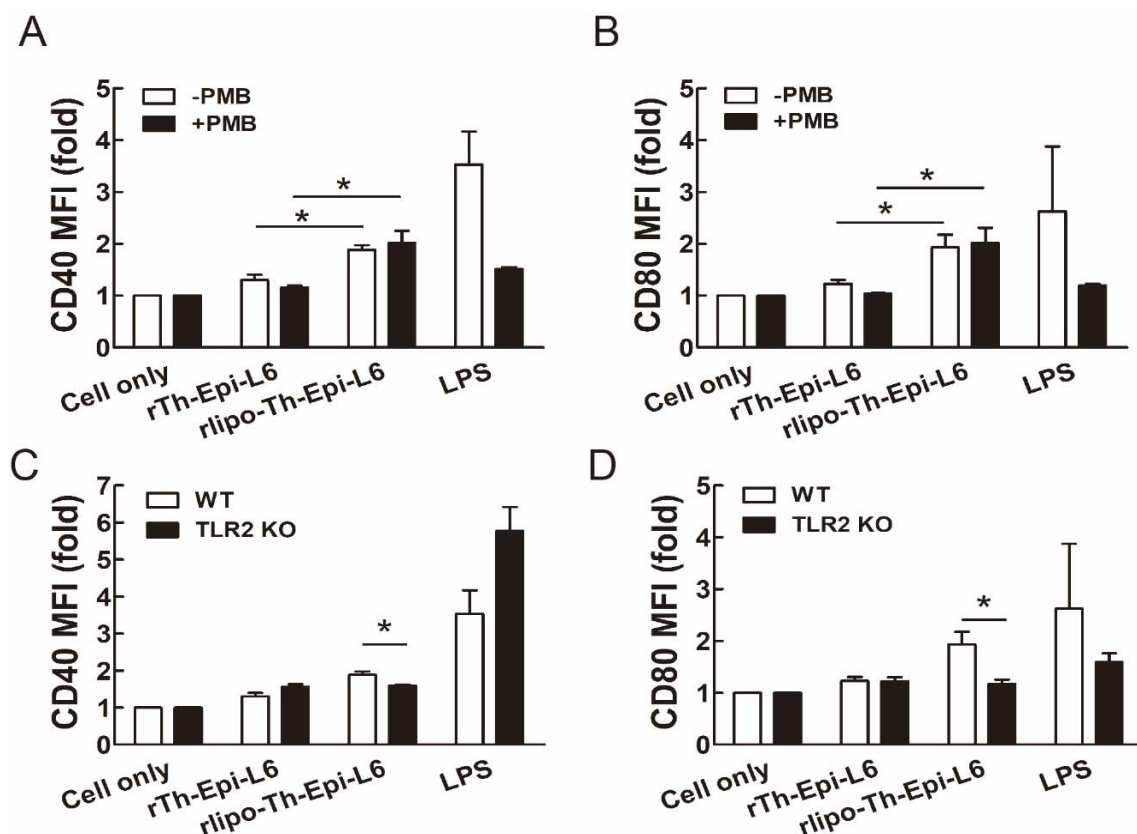 A
CD40 MFI (fold)
5
4
3
2
1
0
-PMB
+PMB
*
*
Cell only
rTh-Epi-L6
rlipo-Th-Epi-L6
LPS
B
CD80 MFI (fold)
5
4
3
2
1
0
-PMB
+PMB
*
*
Cell only
rTh-Epi-L6
rlipo-Th-Epi-L6
LPS
C
CD40 MFI (fold)
7
6
5
4
3
2
1
0
WT
TLR2 KO
*
Cell only
rTh-Epi-L6
rlipo-Th-Epi-L6
LPS
D
CD80 MFI (fold)
5
4
3
2
1
0
WT
TLR2 KO
*
Cell only
rTh-Epi-L6
rlipo-Th-Epi-L6
LPS